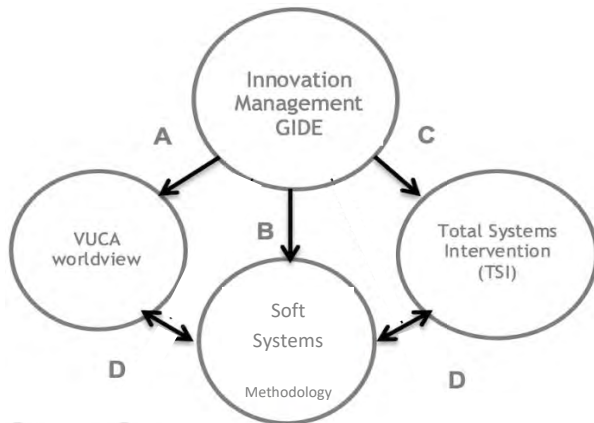 Innovation
Management
GIDE
A
C
VUCA
worldview
B
Total Systems
Intervention
(TSI)
Soft
Systems
Methodology
D
D